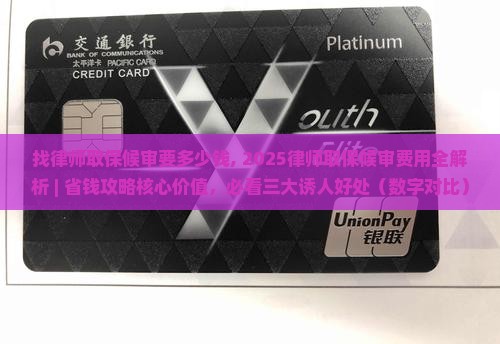 交通銀行
BANK OF COMMUNICATIONS
太平洋卡 PACIFIC CARD
CREDIT CARD
Platinum
Youth
Elite
找律师取保候审要多少钱, 2025律师取保候审费用全解
析 | 省钱攻略核心价值，必看三大诱人好处（数字对比）
UnionPay
银联